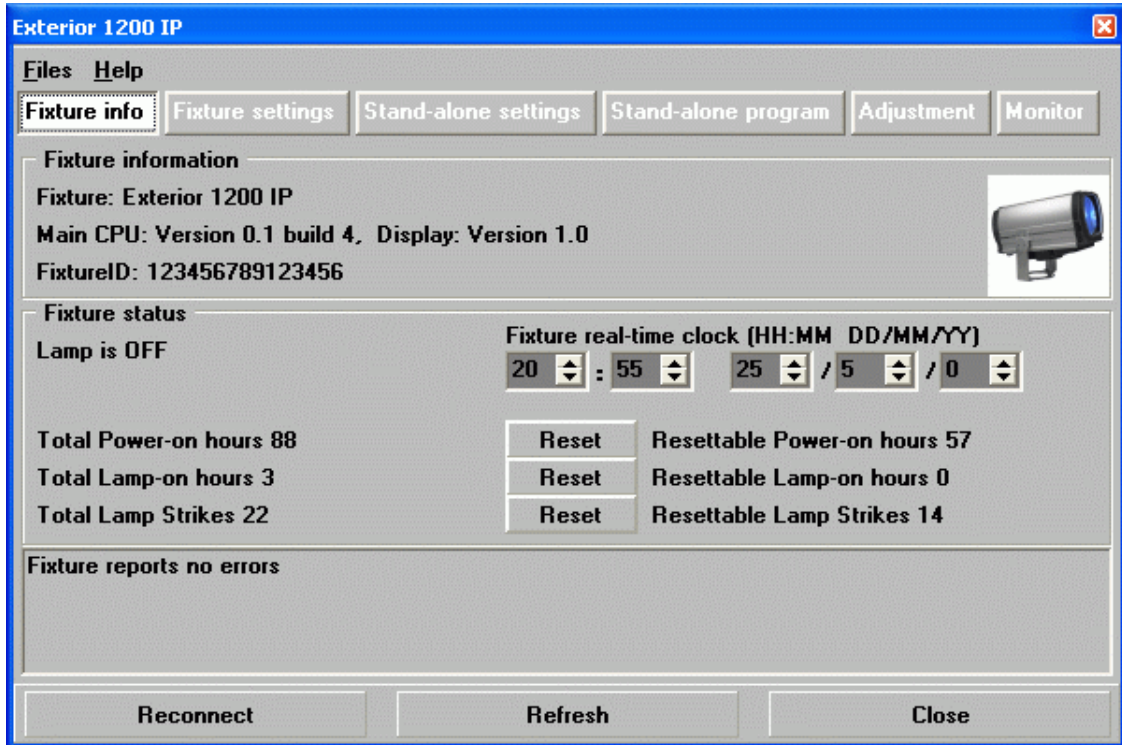 Exterior 1200 IP
Files Help
Fixture info Fixture settings Stand-alone settings Stand-alone program Adjustment Monitor
Fixture information
Fixture: Exterior 1200 IP
Main CPU: Version 0.1 build 4, Display: Version 1.0
FixtureID: 123456789123456
Fixture status
Lamp is OFF
Fixture real-time clock (HH:MM DD/MM/YY)
20 : 55 25 / 5 / 0
Total Power-on hours 88 Reset Resettable Power-on hours 57
Total Lamp-on hours 3 Reset Resettable Lamp-on hours 0
Total Lamp Strikes 22 Reset Resettable Lamp Strikes 14
Fixture reports no errors
Reconnect Refresh Close